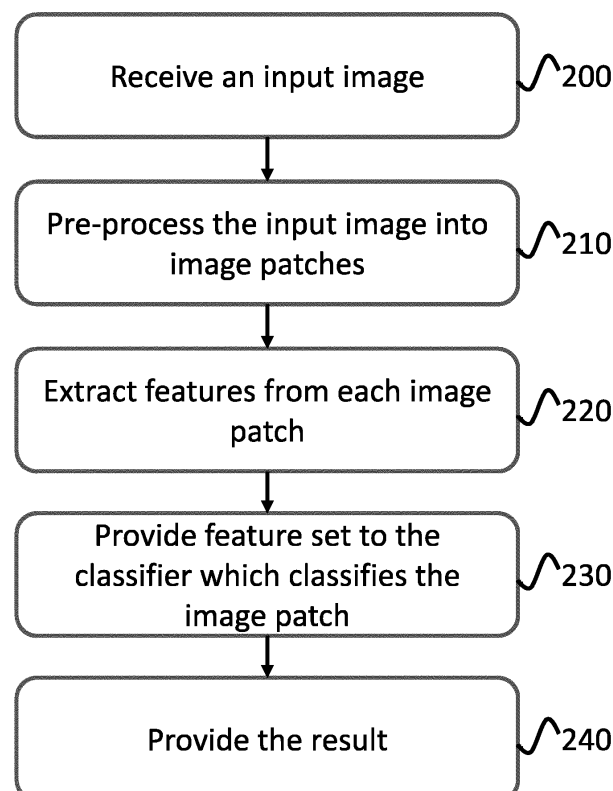 Receive an input image
200
Pre-process the input image into
image patches
210
Extract features from each image
patch
220
Provide feature set to the
classifier which classifies the
image patch
230
Provide the result
240